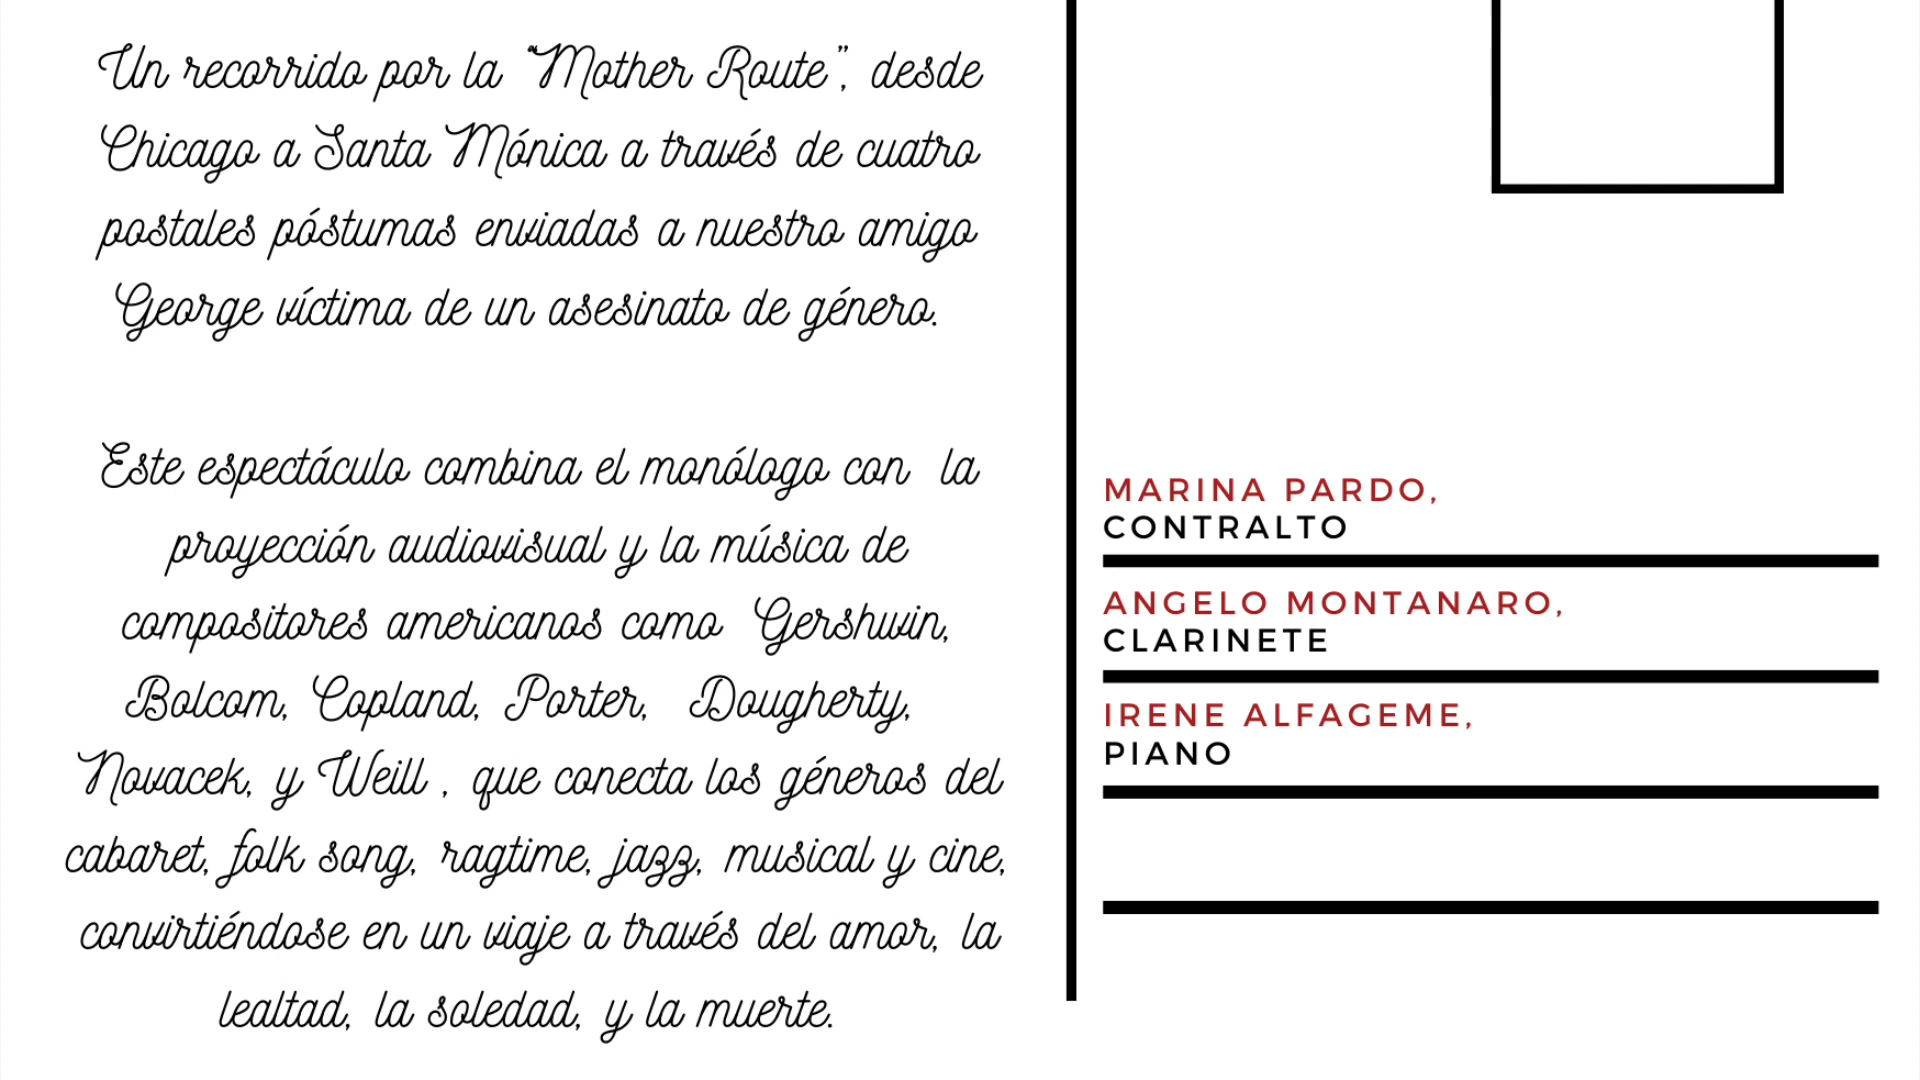 Un recorrido por la "Mother Route", desde
Chicago a Santa Mónica a través de cuatro
postales póstumas enviadas a nuestro amigo
George víctima de un asesinato de género.
Este espectáculo combina el monólogo con la
proyección audiovisual y la música de
compositores americanos como Gershwin,
Bolcom, Copland, Porter, Dougherty,
Novacek, y Weill , que conecta los géneros del
cabaret, folk song, ragtime, jazz, musical y cine,
convirtiéndose en un viaje a través del amor, la
lealtad, la soledad, y la muerte.
MARINA PARDO,
CONTRALTO
ANGELO MONTANARO,
CLARINETE
IRENE ALFAGEME,
PIANO